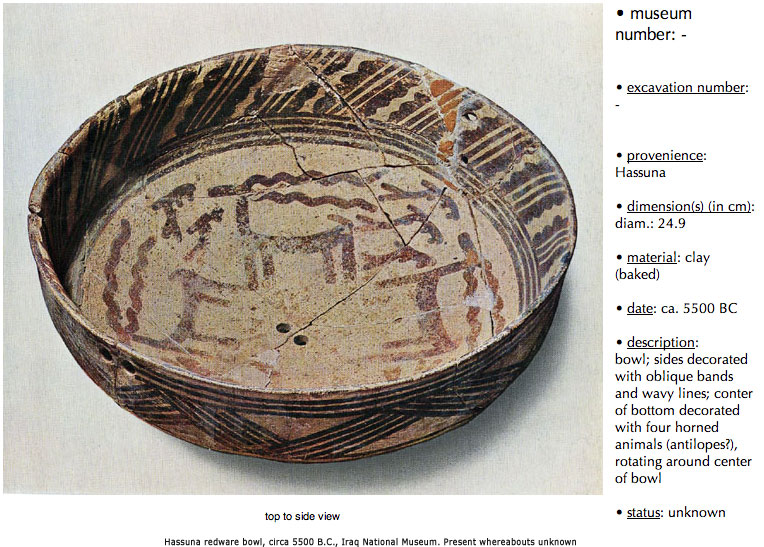 • museum
number: -
• excavation number:
-
• provenience:
Hassuna
• dimension(s) (in cm):
diam.: 24.9
• material: clay
(baked)
• date: ca. 5500 BC
• description:
bowl; sides decorated
with oblique bands
and wavy lines; conter
of bottom decorated
with four horned
animals (antilopes?),
rotating around center
of bowl
• status: unknown
top to side view
Hassuna redware bowl, circa 5500 B.C., Iraq National Museum. Present whereabouts unknown